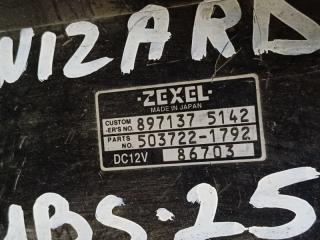 WIZARD
·ZEXEL·
MADE IN JAPAN
CUSTOM
-ER'S NO. 897137 5142
PARTS
NO. 503722-1792
DC12V 86703
UBS-25